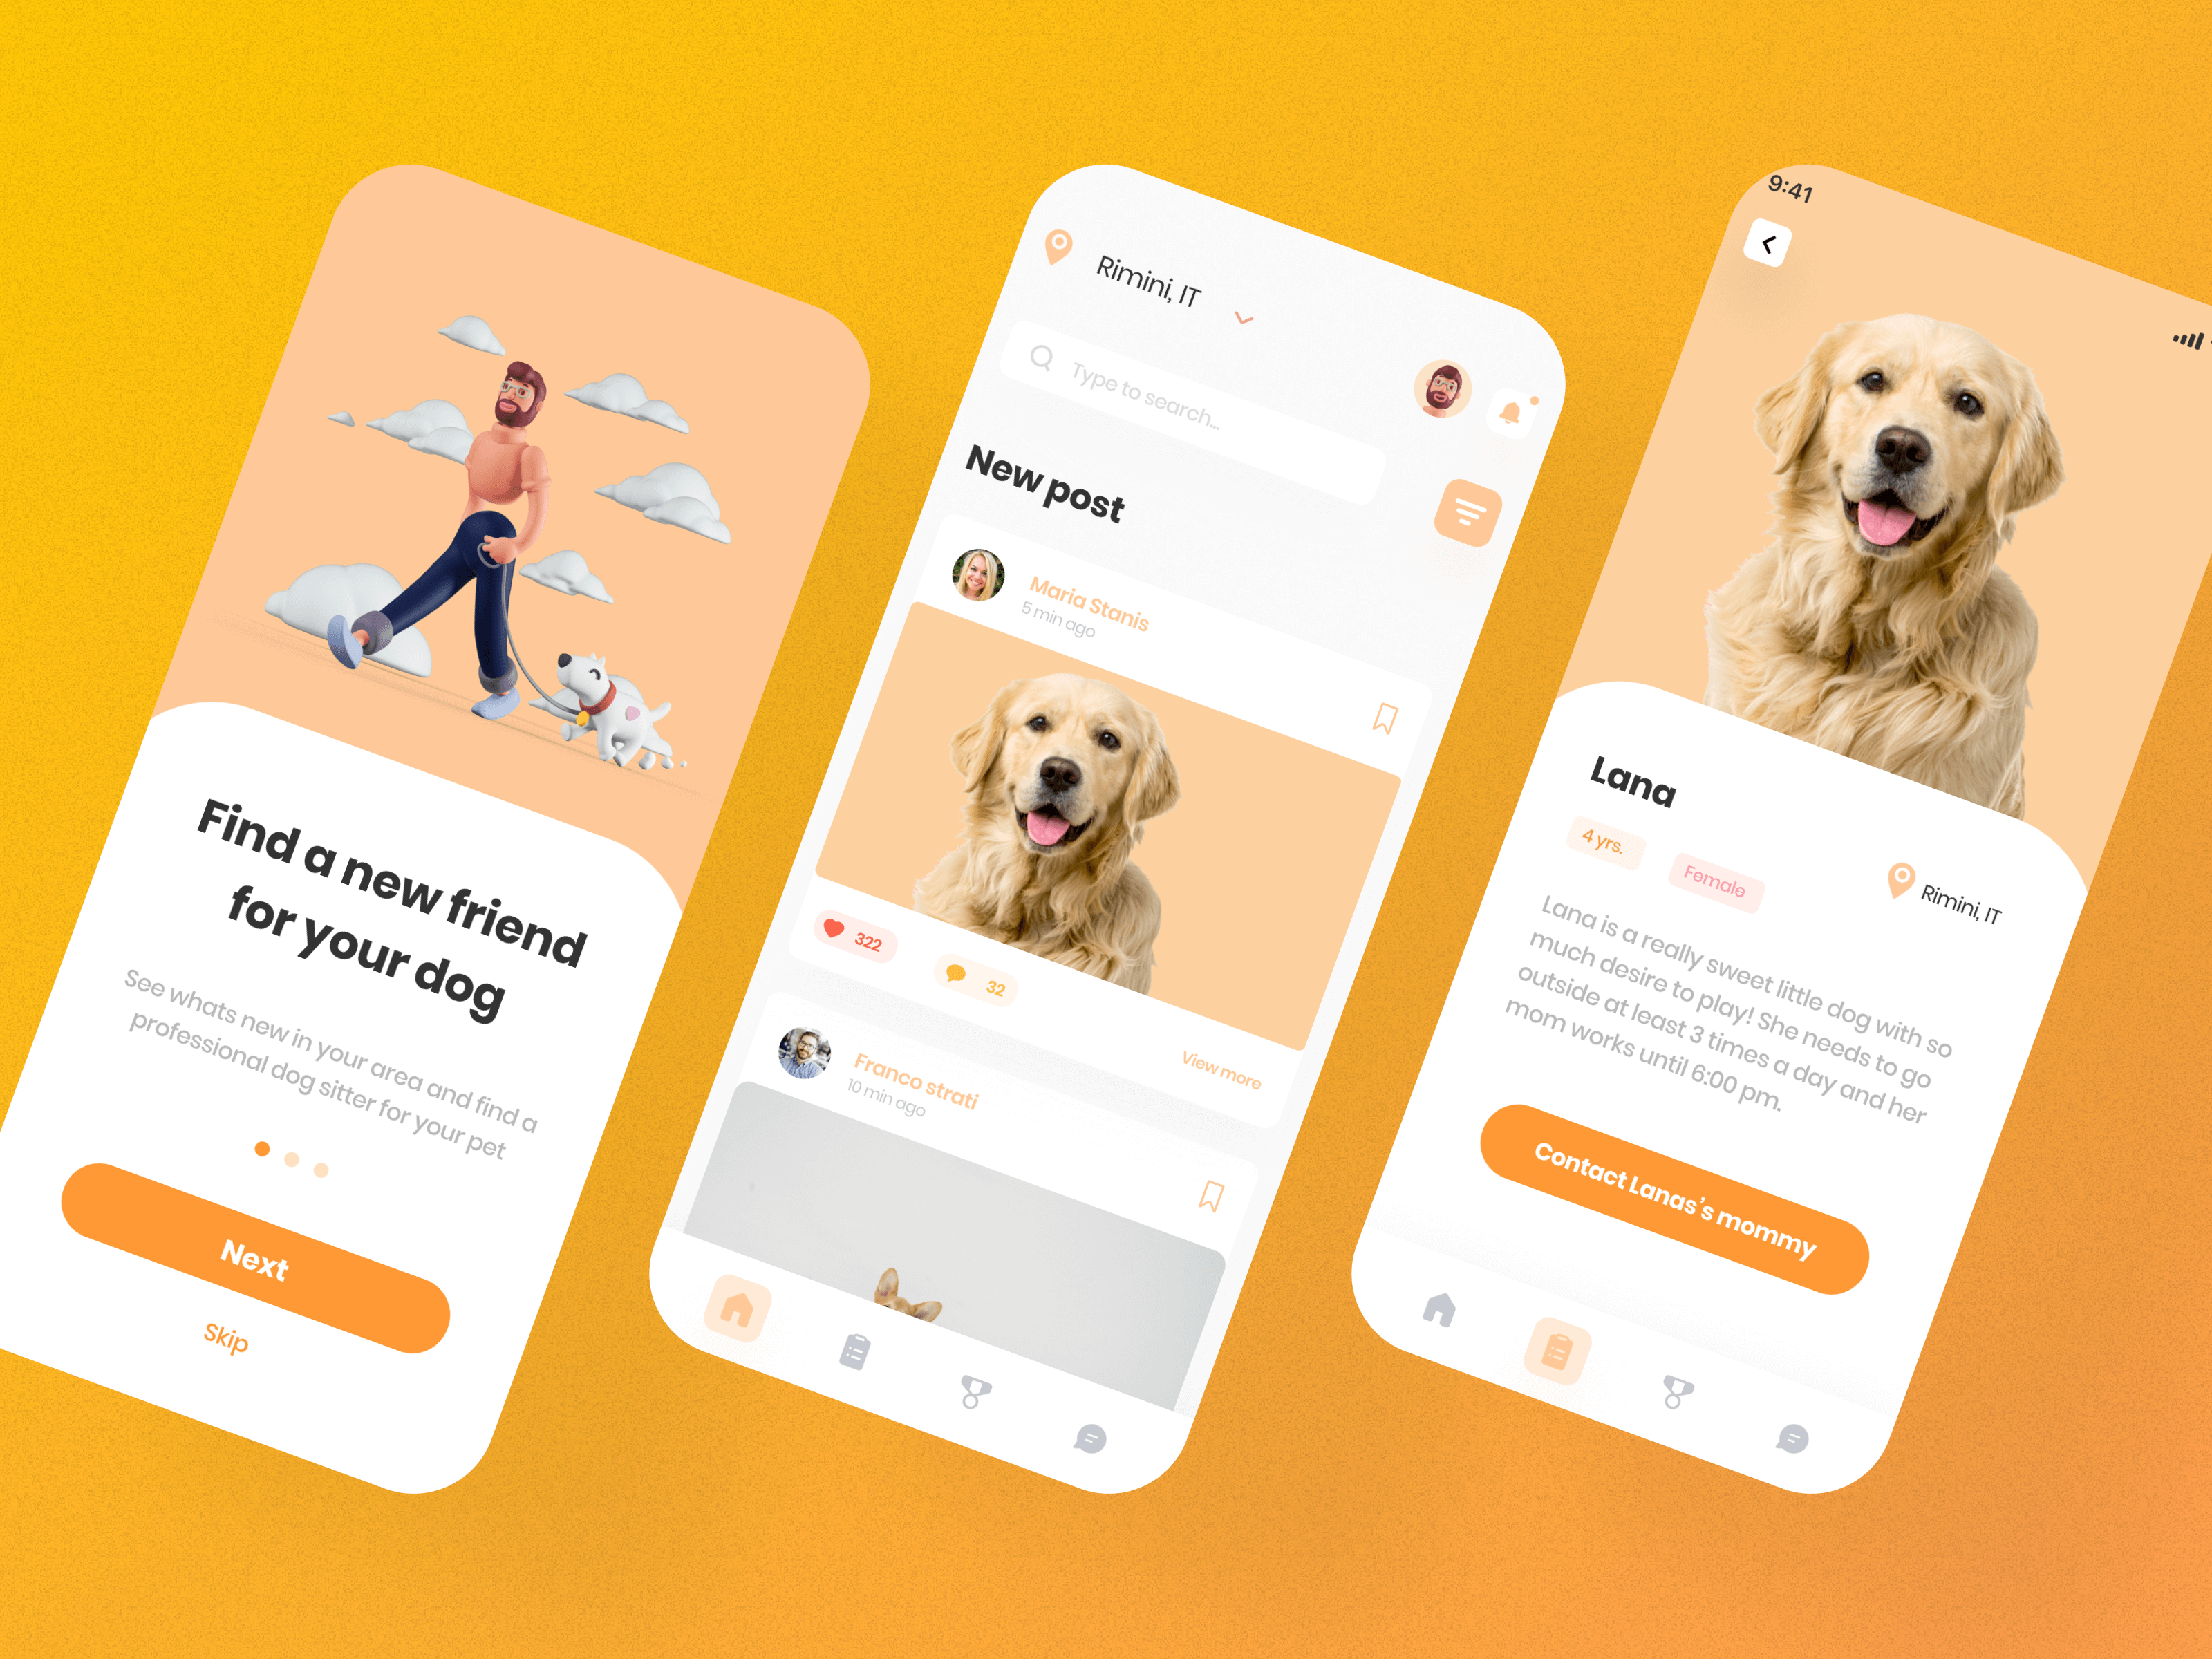 Find a new friend
for your dog
See whats new in your area and find a
professional dog sitter for your pet
Next
Skip
Rimini, IT
Type to search...
New post
Maria Stanis
5 min ago
322
32
View more
Franco strati
10 min ago
9:41
Lana
4 yrs.
Female
Rimini, IT
Lana is a really sweet little dog with so
much desire to play! She needs to go
outside at least 3 times a day and her
mom works until 6:00 pm.
Contact Lanas's mommy